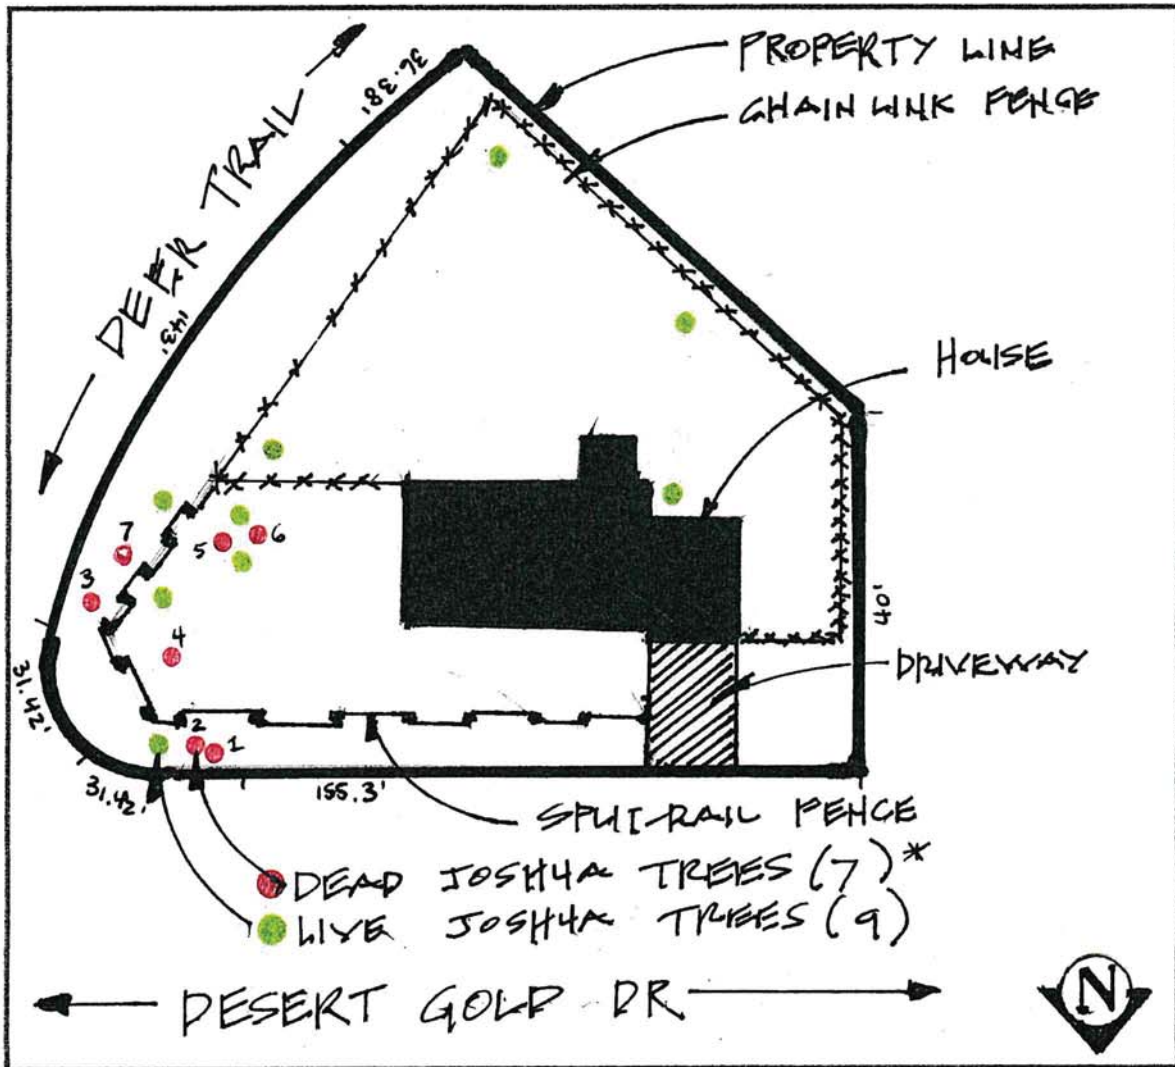 PROPERTY LINE
CHAIN LINK FENCE
36.38'
DEER TRAIL
143'
HOUSE
7
5
6
3
4
40'
DRIVEWAY
31.42'
2
1
31.42'
155.3'
SPLIT-RAIL FENCE
DEAD JOSHUA TREES (7)*
LIVE JOSHUA TREES (9)
DESERT GOLD DR
N